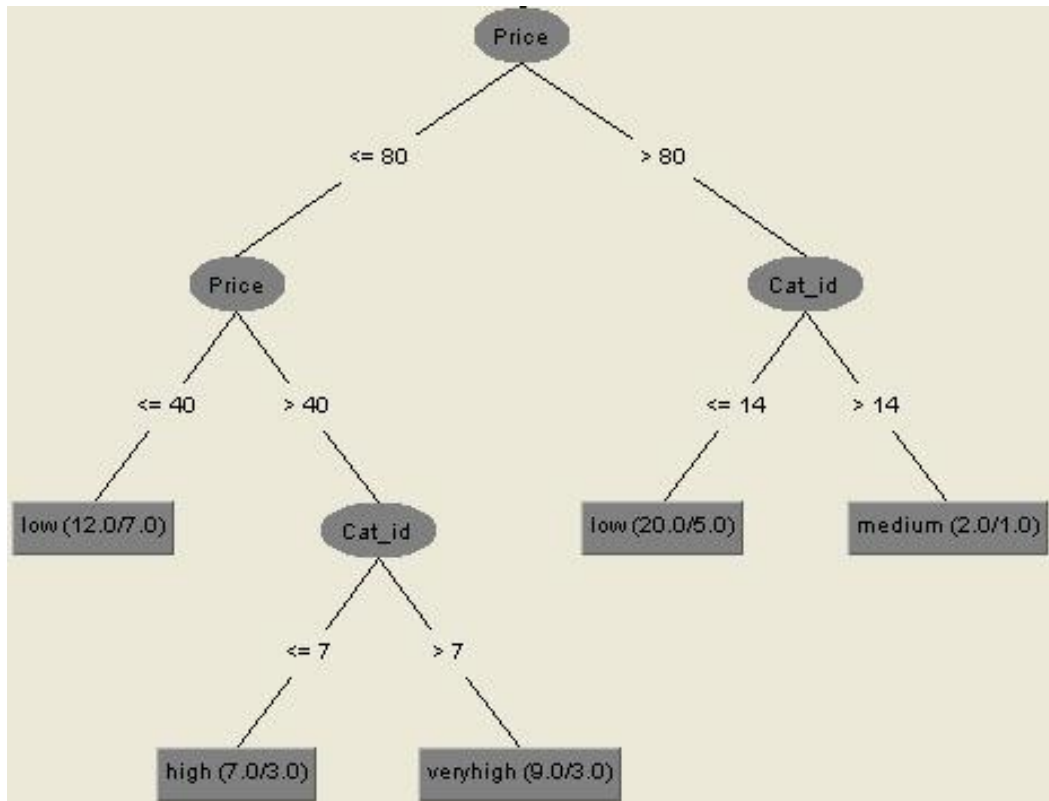 Price
<= 80
> 80
Price
Cat_id
<= 40
> 40
<= 14
> 14
low (12.0/7.0)
Cat_id
low (20.0/5.0)
medium (2.0/1.0)
<= 7
> 7
high (7.0/3.0)
veryhigh (9.0/3.0)